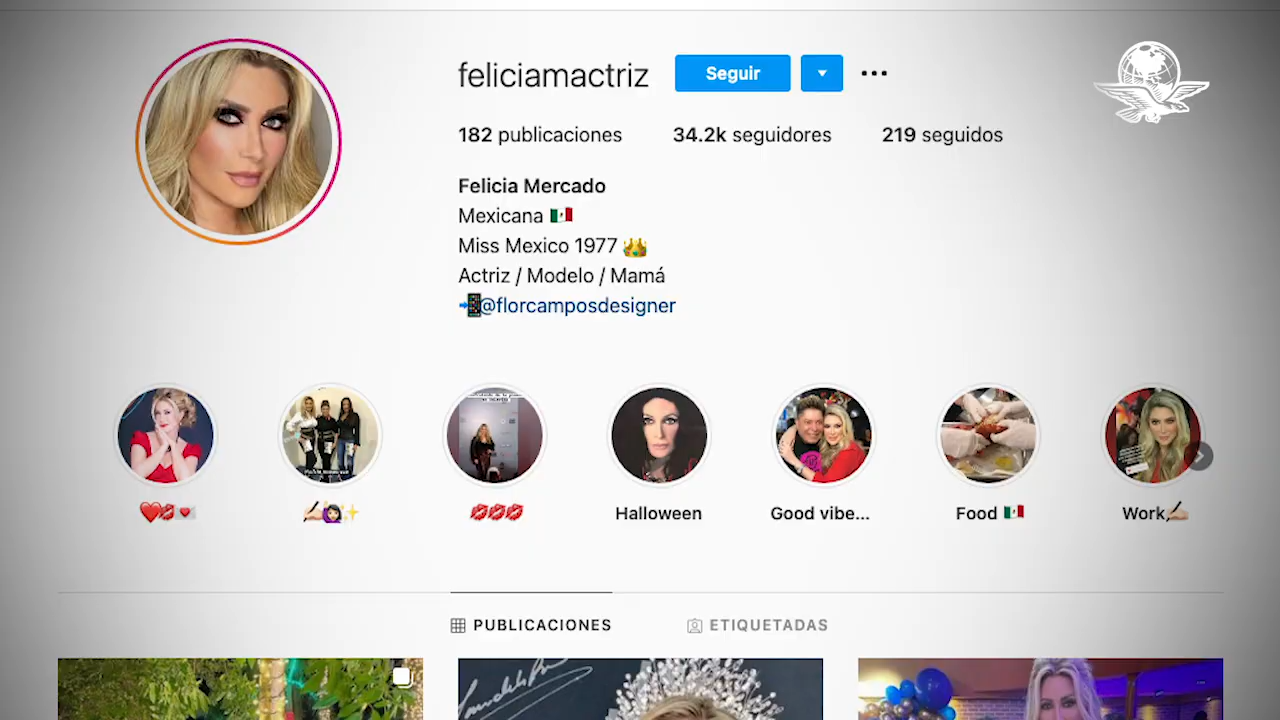 feliciamactriz Seguir
182 publicaciones 34.2k seguidores 219 seguidos
Felicia Mercado
Mexicana 🇲🇽
Miss Mexico 1977 👑
Actriz / Modelo / Mamá
📲@florcamposdesigner
❤️💋💌 ✍🏻🙆🏻‍♀️✨ 💋💋💋 Halloween Good vibe... Food 🇲🇽 Work,✍🏻
PUBLICACIONES ETIQUETADAS